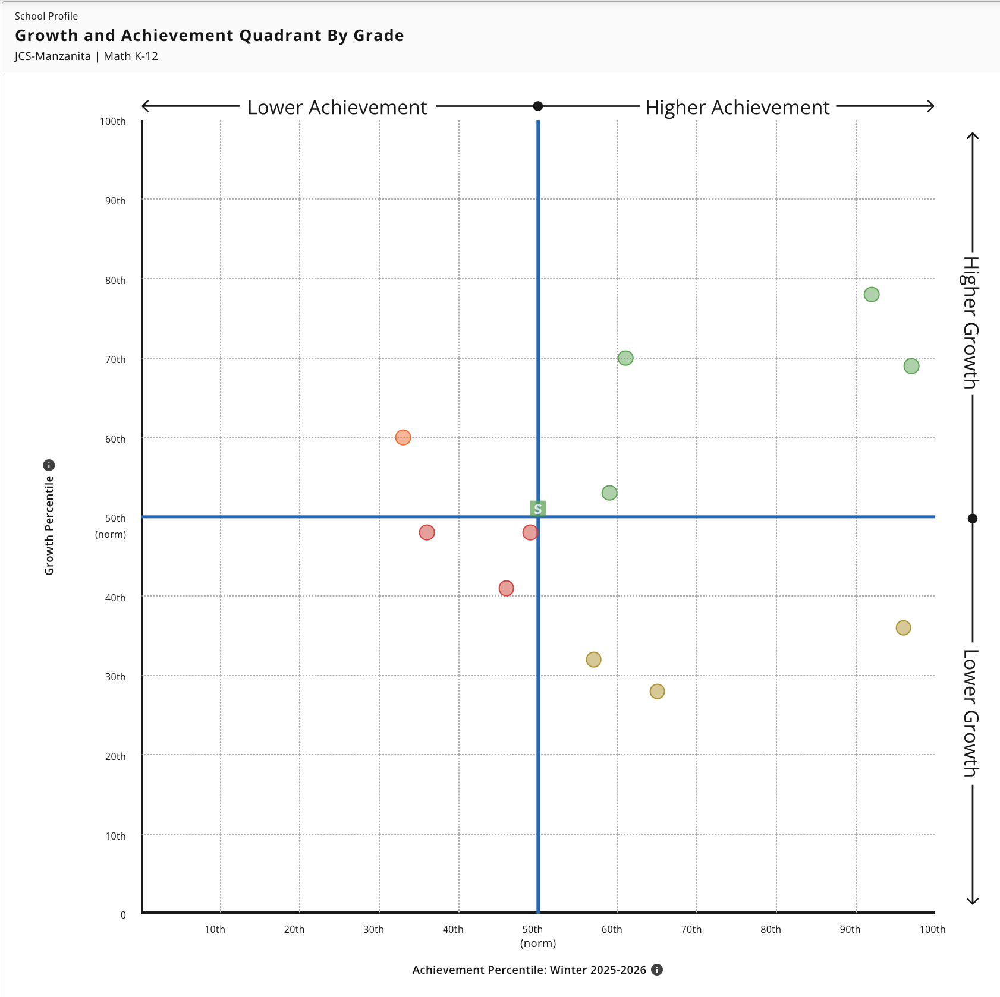 School Profile
Growth and Achievement Quadrant By Grade
JCS-Manzanita | Math K-12
Lower Achievement
Higher Achievement
100th
90th
80th
70th
60th
50th
(norm)
40th
30th
20th
10th
0
Growth Percentile
i
S
Higher Growth
Lower Growth
10th
20th
30th
40th
50th
(norm)
60th
70th
80th
90th
100th
Achievement Percentile: Winter 2025-2026 i